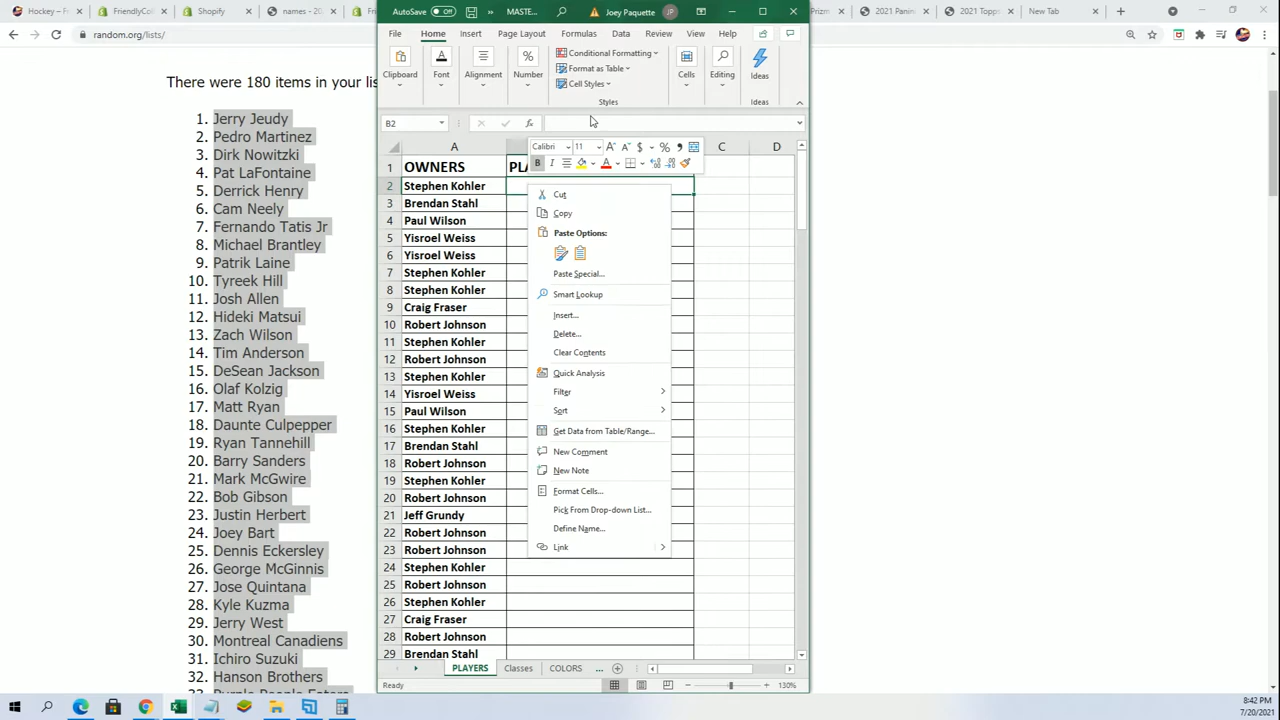 Hockey –
FriendlyCol
Shopify
names – 20
Fri
AutoSave Off
MASTE...
Joey Paquette
JP
Prizm
2021 Panini
2021 Topps
New Tab
random.org/lists/
File Home Insert Page Layout Formulas Data Review View Help
Clipboard
Font
Alignment
Number
Conditional Formatting
Format as Table
Cell Styles
Styles
Cells
Editing
Ideas
Ideas
There were 180 items in your lis
B2
Calibri 11
A B C D
1 OWNERS PLA
2 Stephen Kohler
3 Brendan Stahl
4 Paul Wilson
5 Yisroel Weiss
6 Yisroel Weiss
7 Stephen Kohler
8 Stephen Kohler
9 Craig Fraser
10 Robert Johnson
11 Stephen Kohler
12 Robert Johnson
13 Stephen Kohler
14 Yisroel Weiss
15 Paul Wilson
16 Stephen Kohler
17 Brendan Stahl
18 Robert Johnson
19 Stephen Kohler
20 Robert Johnson
21 Jeff Grundy
22 Robert Johnson
23 Robert Johnson
24 Stephen Kohler
25 Robert Johnson
26 Stephen Kohler
27 Craig Fraser
28 Robert Johnson
29 Brendan Stahl
Cut
Copy
Paste Options:
Paste Special...
Smart Lookup
Insert...
Delete...
Clear Contents
Quick Analysis
Filter
Sort
Get Data from Table/Range...
New Comment
New Note
Format Cells...
Pick From Drop-down List...
Define Name...
Link
1. Jerry Jeudy
2. Pedro Martinez
3. Dirk Nowitzki
4. Pat LaFontaine
5. Derrick Henry
6. Cam Neely
7. Fernando Tatis Jr
8. Michael Brantley
9. Patrik Laine
10. Tyreek Hill
11. Josh Allen
12. Hideki Matsui
13. Zach Wilson
14. Tim Anderson
15. DeSean Jackson
16. Olaf Kolzig
17. Matt Ryan
18. Daunte Culpepper
19. Ryan Tannehill
20. Barry Sanders
21. Mark McGwire
22. Bob Gibson
23. Justin Herbert
24. Joey Bart
25. Dennis Eckersley
26. George McGinnis
27. Jose Quintana
28. Kyle Kuzma
29. Jerry West
30. Montreal Canadiens
31. Ichiro Suzuki
32. Hanson Brothers
33. Purple People Eaters
PLAYERS Classes COLORS ...
Ready
130%
8:42 PM
7/20/2021